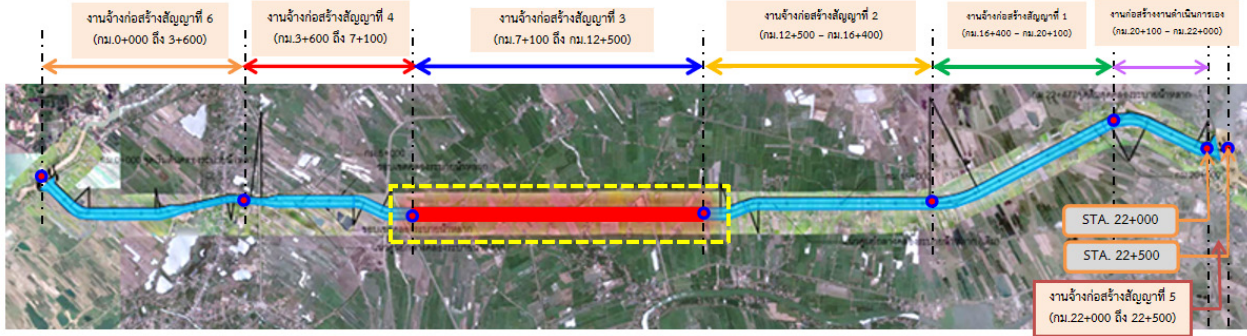 งานจ้างก่อสร้างสัญญาที่ 6
(กม.0+000 ถึง 3+600)
งานจ้างก่อสร้างสัญญาที่ 4
(กม.3+600 ถึง 7+100)
งานจ้างก่อสร้างสัญญาที่ 3
(กม.7+100 ถึง กม.12+500)
งานจ้างก่อสร้างสัญญาที่ 2
(กม.12+500 – กม.16+400)
งานจ้างก่อสร้างสัญญาที่ 1
(กม.16+400 – กม.20+100)
งานก่อสร้างงานดำเนินการเอง
(กม.20+100 – กม.22+000)
STA. 22+000
STA. 22+500
งานจ้างก่อสร้างสัญญาที่ 5
(กม.22+000 ถึง 22+500)